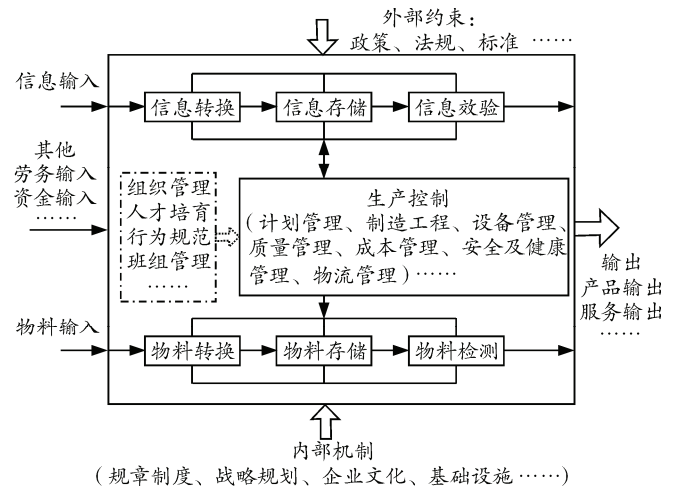 外部约束：
政策、法规、标准 ……
信息输入
信息转换
信息存储
信息效验
其他
劳务输入
资金输入
……
组织管理
人才培育
行为规范
班组管理
……
生产控制
（计划管理、制造工程、设备管理、
质量管理、成本管理、安全及健康
管理、物流管理）……
输出
产品输出
服务输出
……
物料输入
物料转换
物料存储
物料检测
内部机制
（规章制度、战略规划、企业文化、基础设施……）